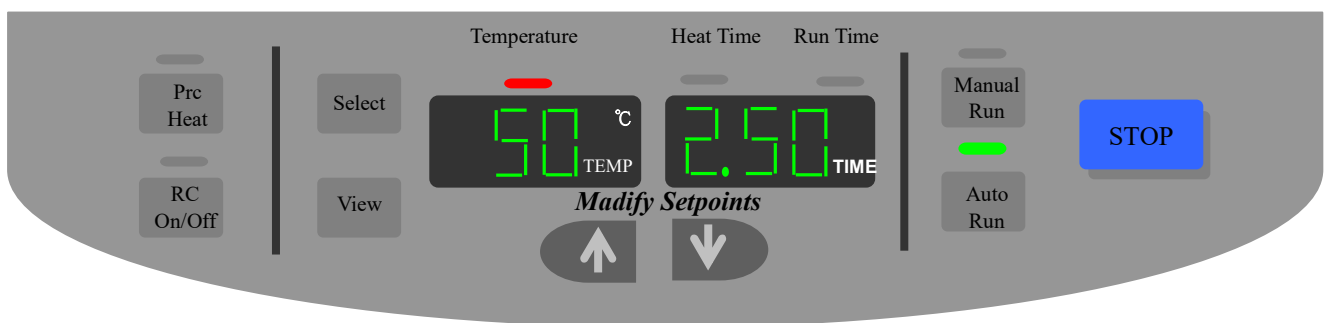 Temperature
Heat Time
Run Time
Prc
Heat
Select
50
℃
TEMP
2.50
TIME
Manual
Run
STOP
RC
On/Off
View
Madify Setpoints
Auto
Run